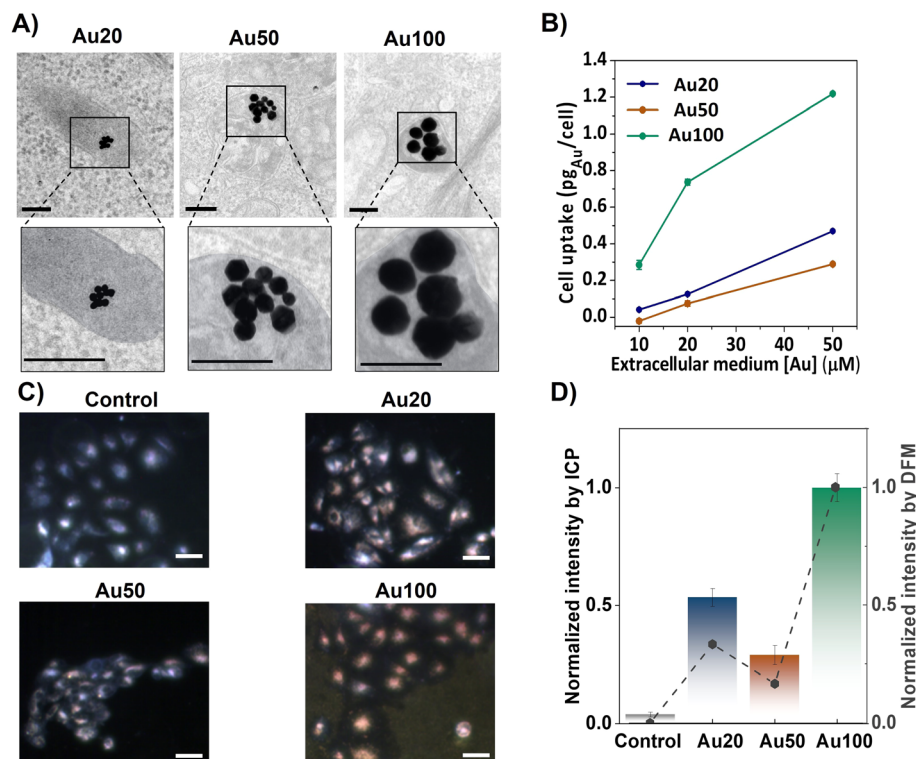 A)
Au20 Au50 Au100
B)
Cell uptake (pgAu/cell)
1.4
1.2
1.0
0.8
0.6
0.4
0.2
0.0
Au20
Au50
Au100
10 20 30 40 50
Extracellular medium [Au] (μM)
C)
Control Au20
Au50 Au100
D)
Normalized intensity by ICP
1.0
0.5
0.0
Control Au20 Au50 Au100
1.0
0.5
0.0
Normalized intensity by DFM